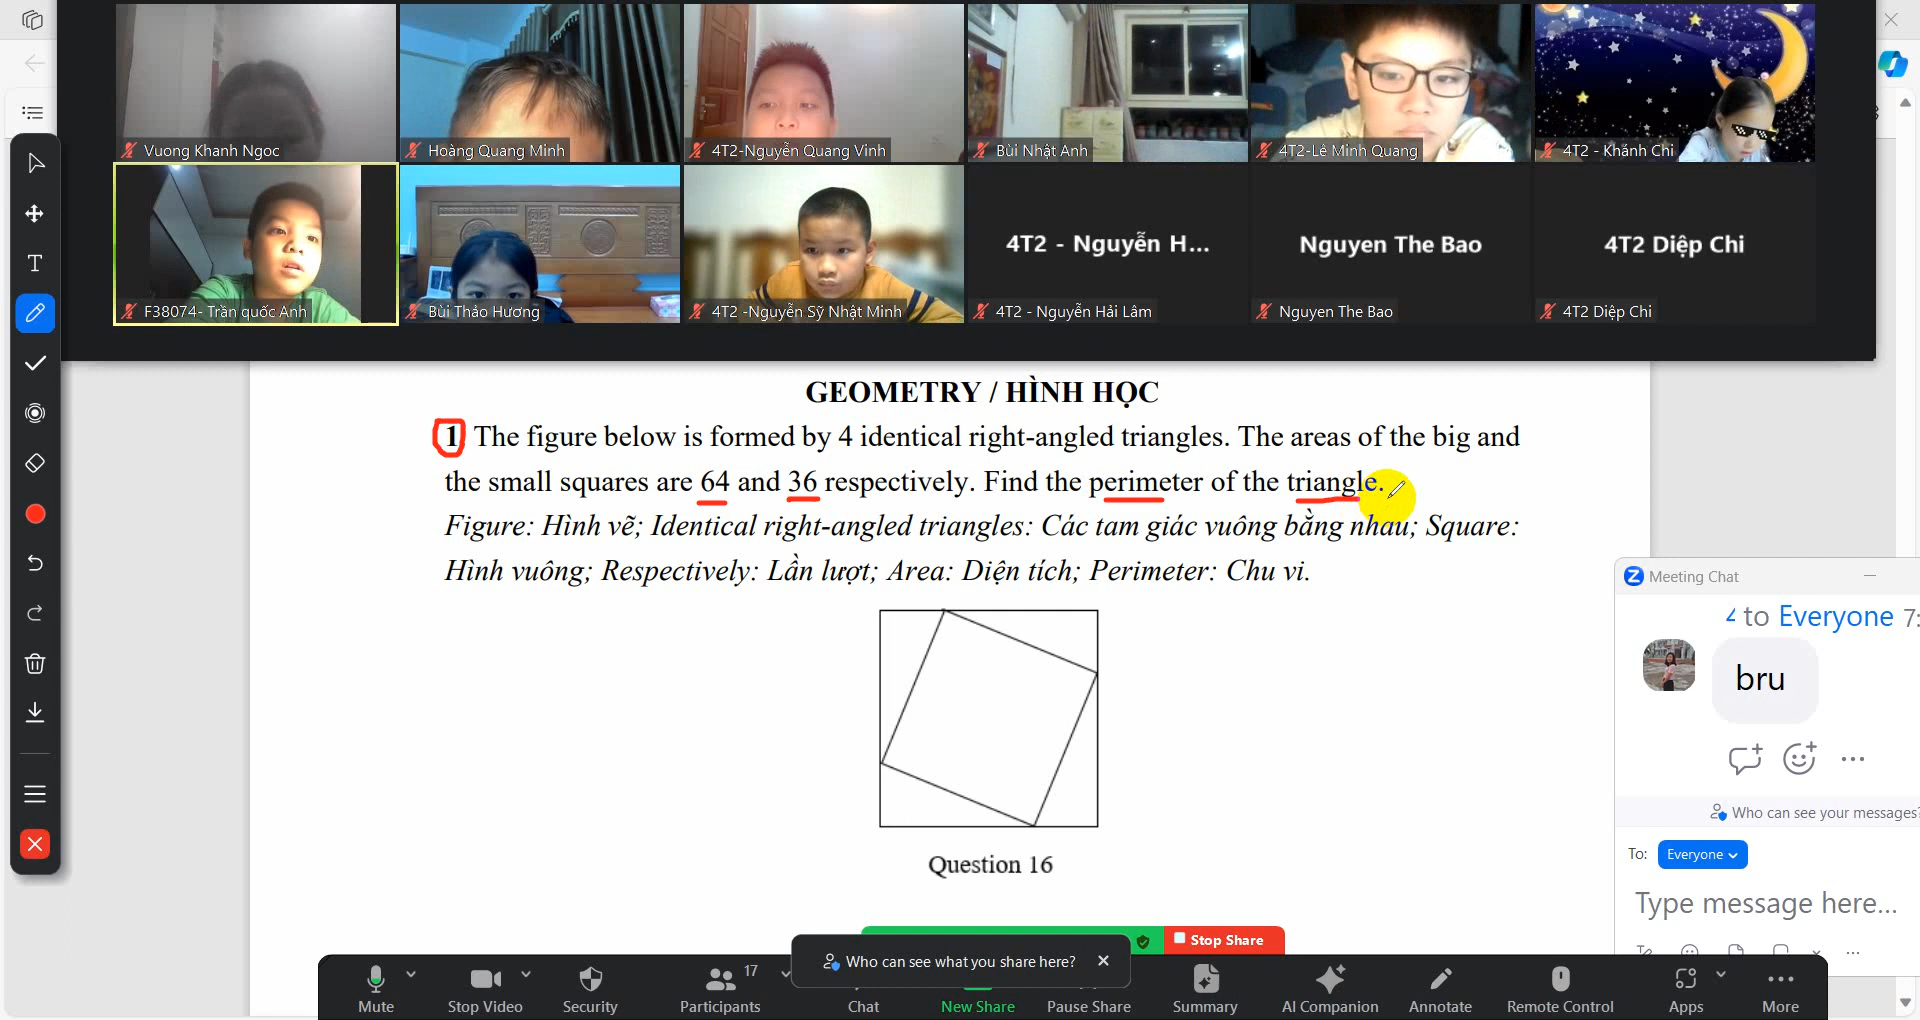 Vuong Khanh Ngoc
Hoàng Quang Minh
4T2-Nguyễn Quang Vinh
Bùi Nhật Anh
4T2-Lê Minh Quang
4T2 - Khánh Chi
F38074- Trần quốc Anh
Bùi Thảo Hương
4T2 -Nguyễn Sỹ Nhật Minh
4T2 - Nguyễn H...
4T2 - Nguyễn Hải Lâm
Nguyen The Bao
Nguyen The Bao
4T2 Diệp Chi
4T2 Diệp Chi
T
GEOMETRY / HÌNH HỌC
1 The figure below is formed by 4 identical right-angled triangles. The areas of the big and
the small squares are 64 and 36 respectively. Find the perimeter of the triangle.
Figure: Hình vẽ; Identical right-angled triangles: Các tam giác vuông bằng nhau; Square:
Hình vuông; Respectively: Lần lượt; Area: Diện tích; Perimeter: Chu vi.
Question 16
Meeting Chat
to Everyone 7:
bru
Who can see your messages?
To: Everyone
Type message here...
Stop Share
Who can see what you share here?
Mute
Stop Video
Security
Participants
17
Chat
New Share
Pause Share
Summary
AI Companion
Annotate
Remote Control
Apps
More